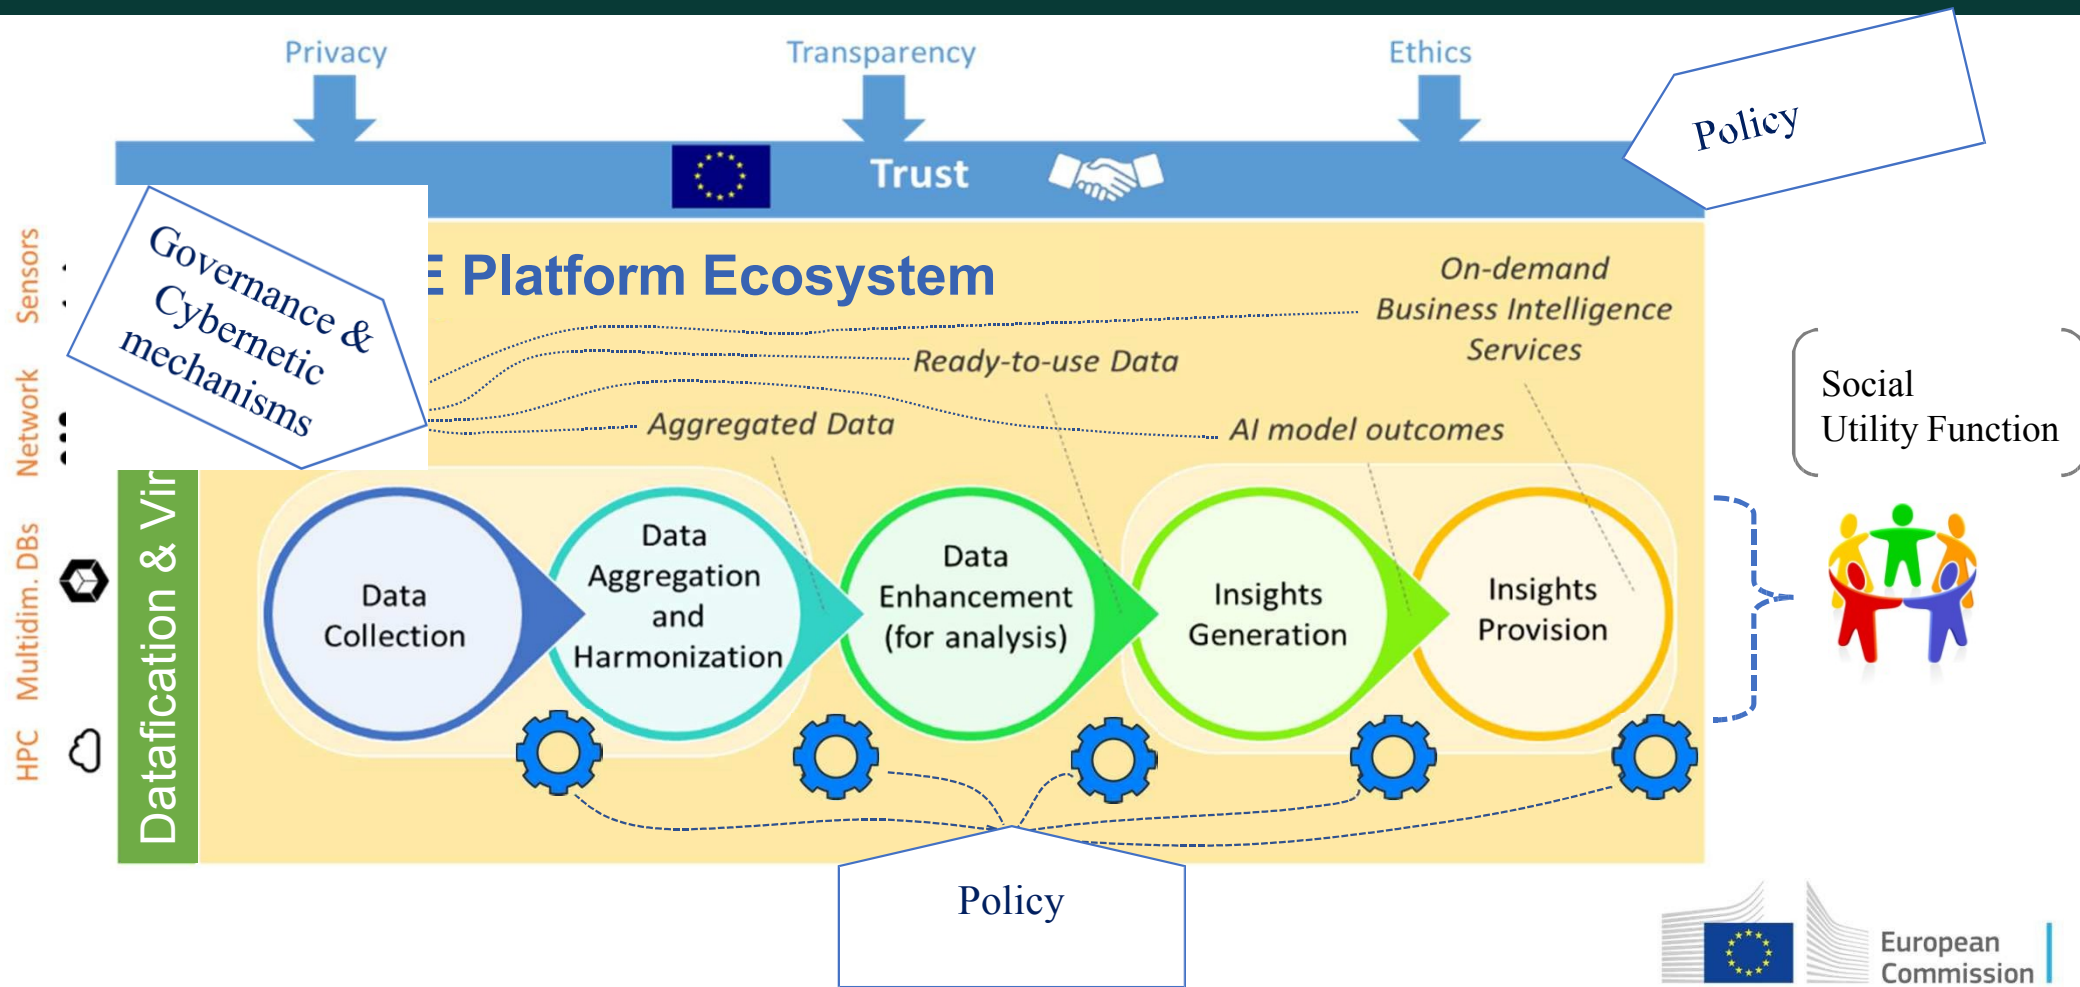 Privacy
Transparency
Ethics
Policy
Trust
Governance &
Cybernetic
mechanisms
Platform Ecosystem
On-demand
Business Intelligence
Services
Ready-to-use Data
Aggregated Data
AI model outcomes
Social
Utility Function
Sensors
Network
Multidim. DBs
HPC
Datafication &
Data
Collection
Data
Aggregation
and
Harmonization
Data
Enhancement
(for analysis)
Insights
Generation
Insights
Provision
Policy
European
Commission